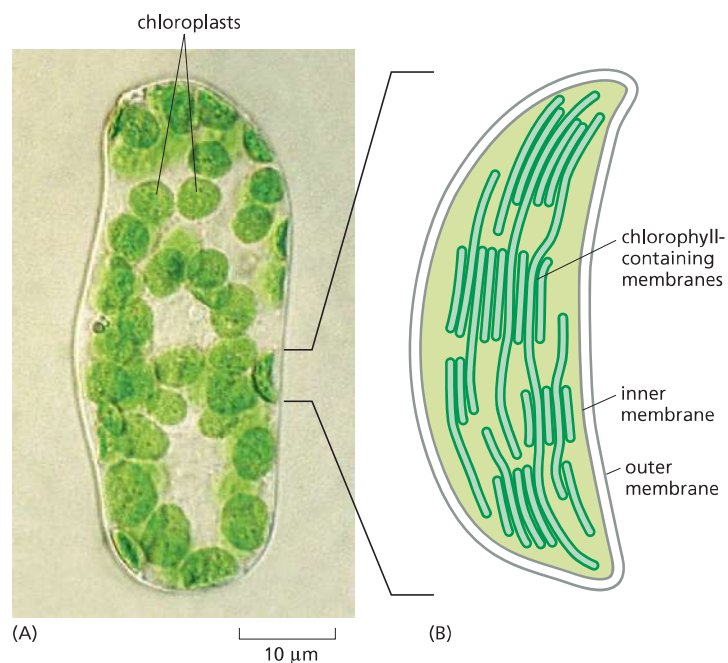 chloroplasts
chlorophyll-
containing
membranes
inner
membrane
outer
membrane
(A)
10 μm
(B)